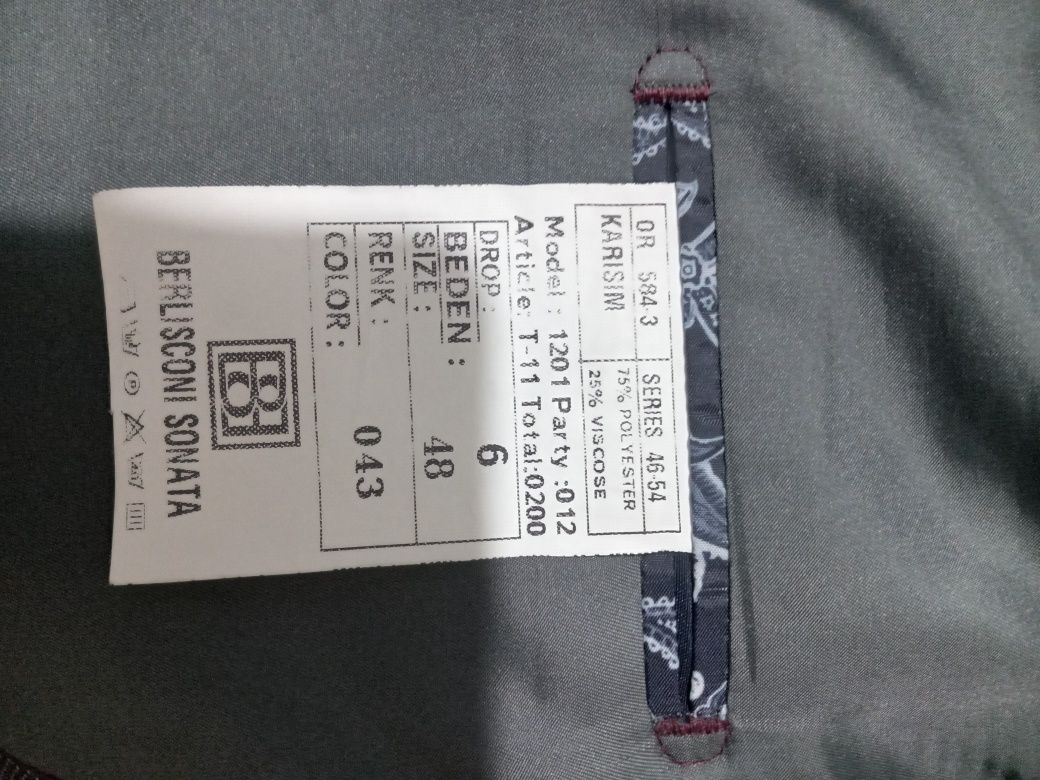 OR 584-3 SERIES 46-54
KARISIM 75% POLYESTER
25% VISCOSE
Model : 1201 Party :012
Article: T-11 Total:0200
DROP : 6
BEDEN :
SIZE : 48
RENK : 043
COLOR :
B
BERLISCONI SONATA